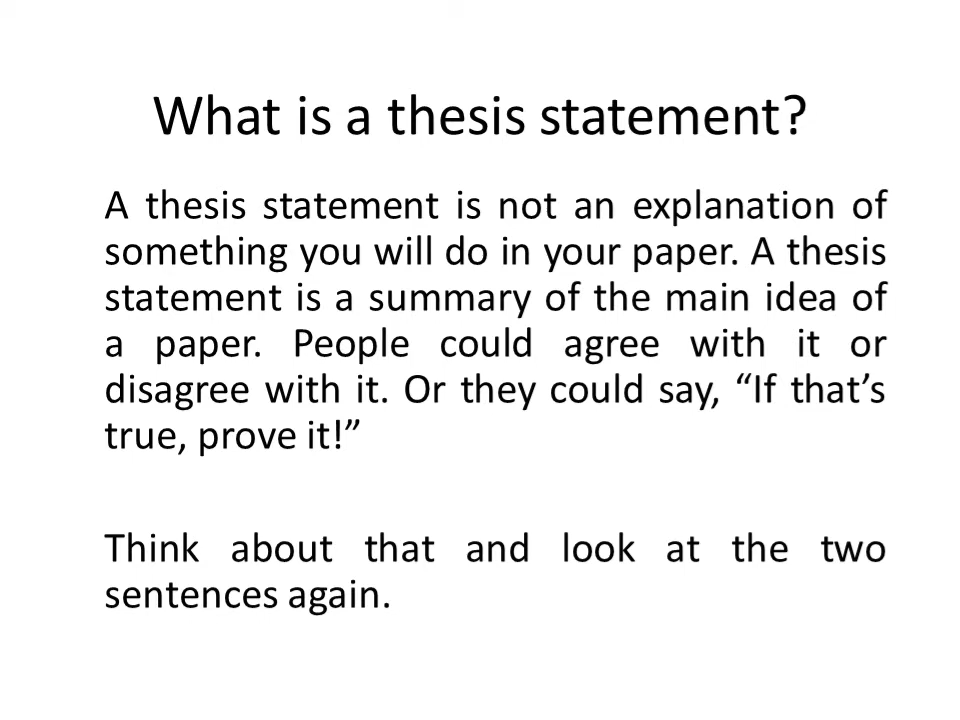 What is a thesis statement?
A thesis statement is not an explanation of
something you will do in your paper. A thesis
statement is a summary of the main idea of
a paper. People could agree with it or
disagree with it. Or they could say, “If that’s
true, prove it!”
Think about that and look at the two
sentences again.